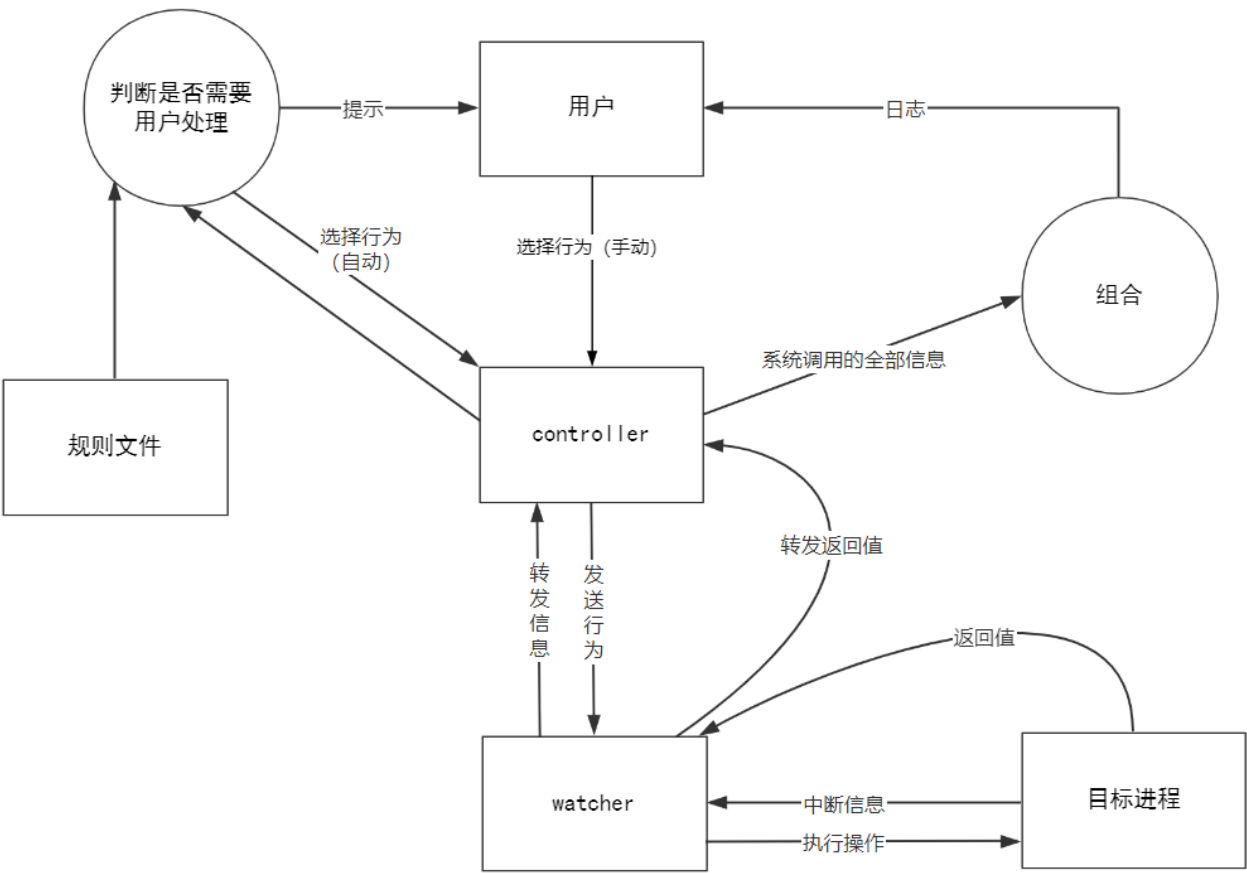 判断是否需要
用户处理
提示
用户
日志
选择行为
（自动）
选择行为（手动）
组合
系统调用的全部信息
规则文件
controller
转发信息
发送行为
转发返回值
返回值
watcher
中断信息
执行操作
目标进程